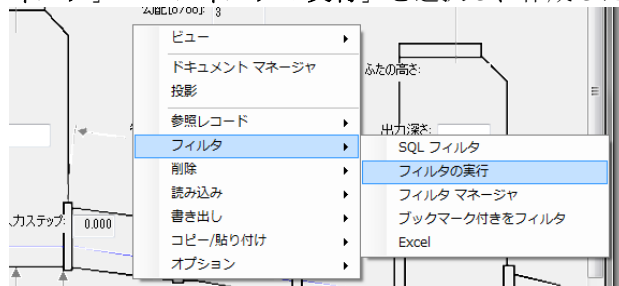 ビュー
ドキュメント マネージャ
投影
参照レコード
フィルタ
削除
読み込み
書き出し
コピー/貼り付け
オプション
SQL フィルタ
フィルタの実行
フィルタ マネージャ
ブックマーク付きをフィルタ
Excel
3
ふたの高さ:
出力深さ:
力ステップ:
0.000